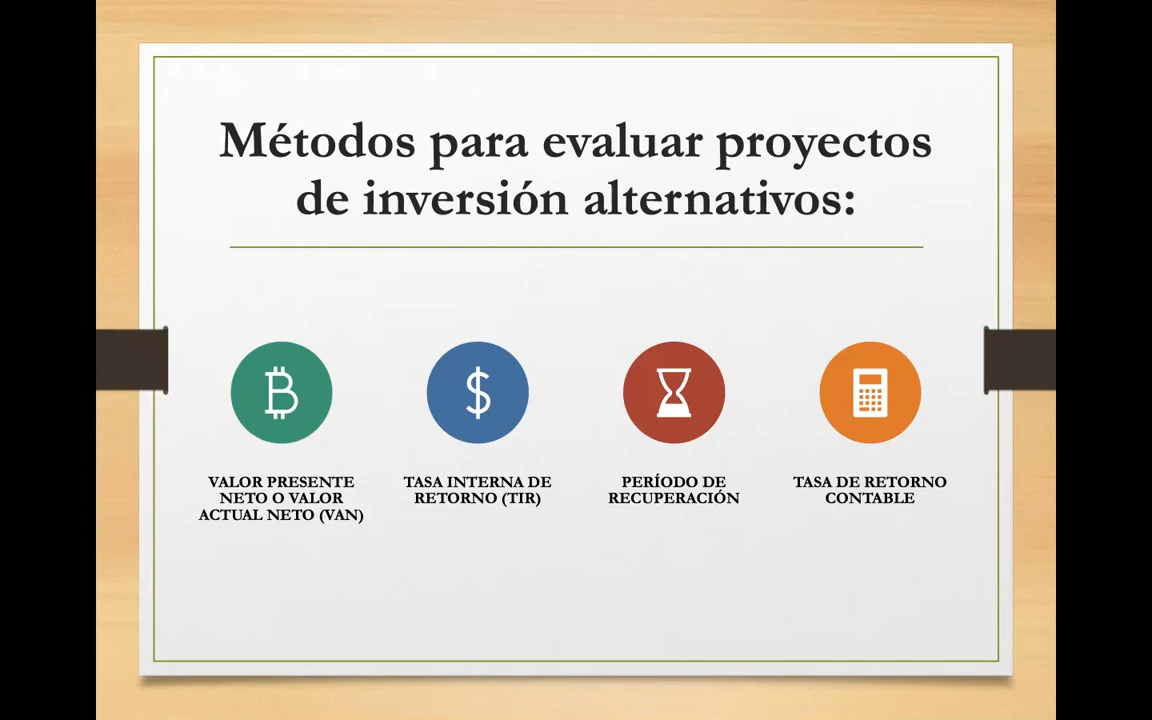 Métodos para evaluar proyectos
de inversión alternativos:
VALOR PRESENTE
NETO O VALOR
ACTUAL NETO (VAN)
TASA INTERNA DE
RETORNO (TIR)
PERÍODO DE
RECUPERACIÓN
TASA DE RETORNO
CONTABLE